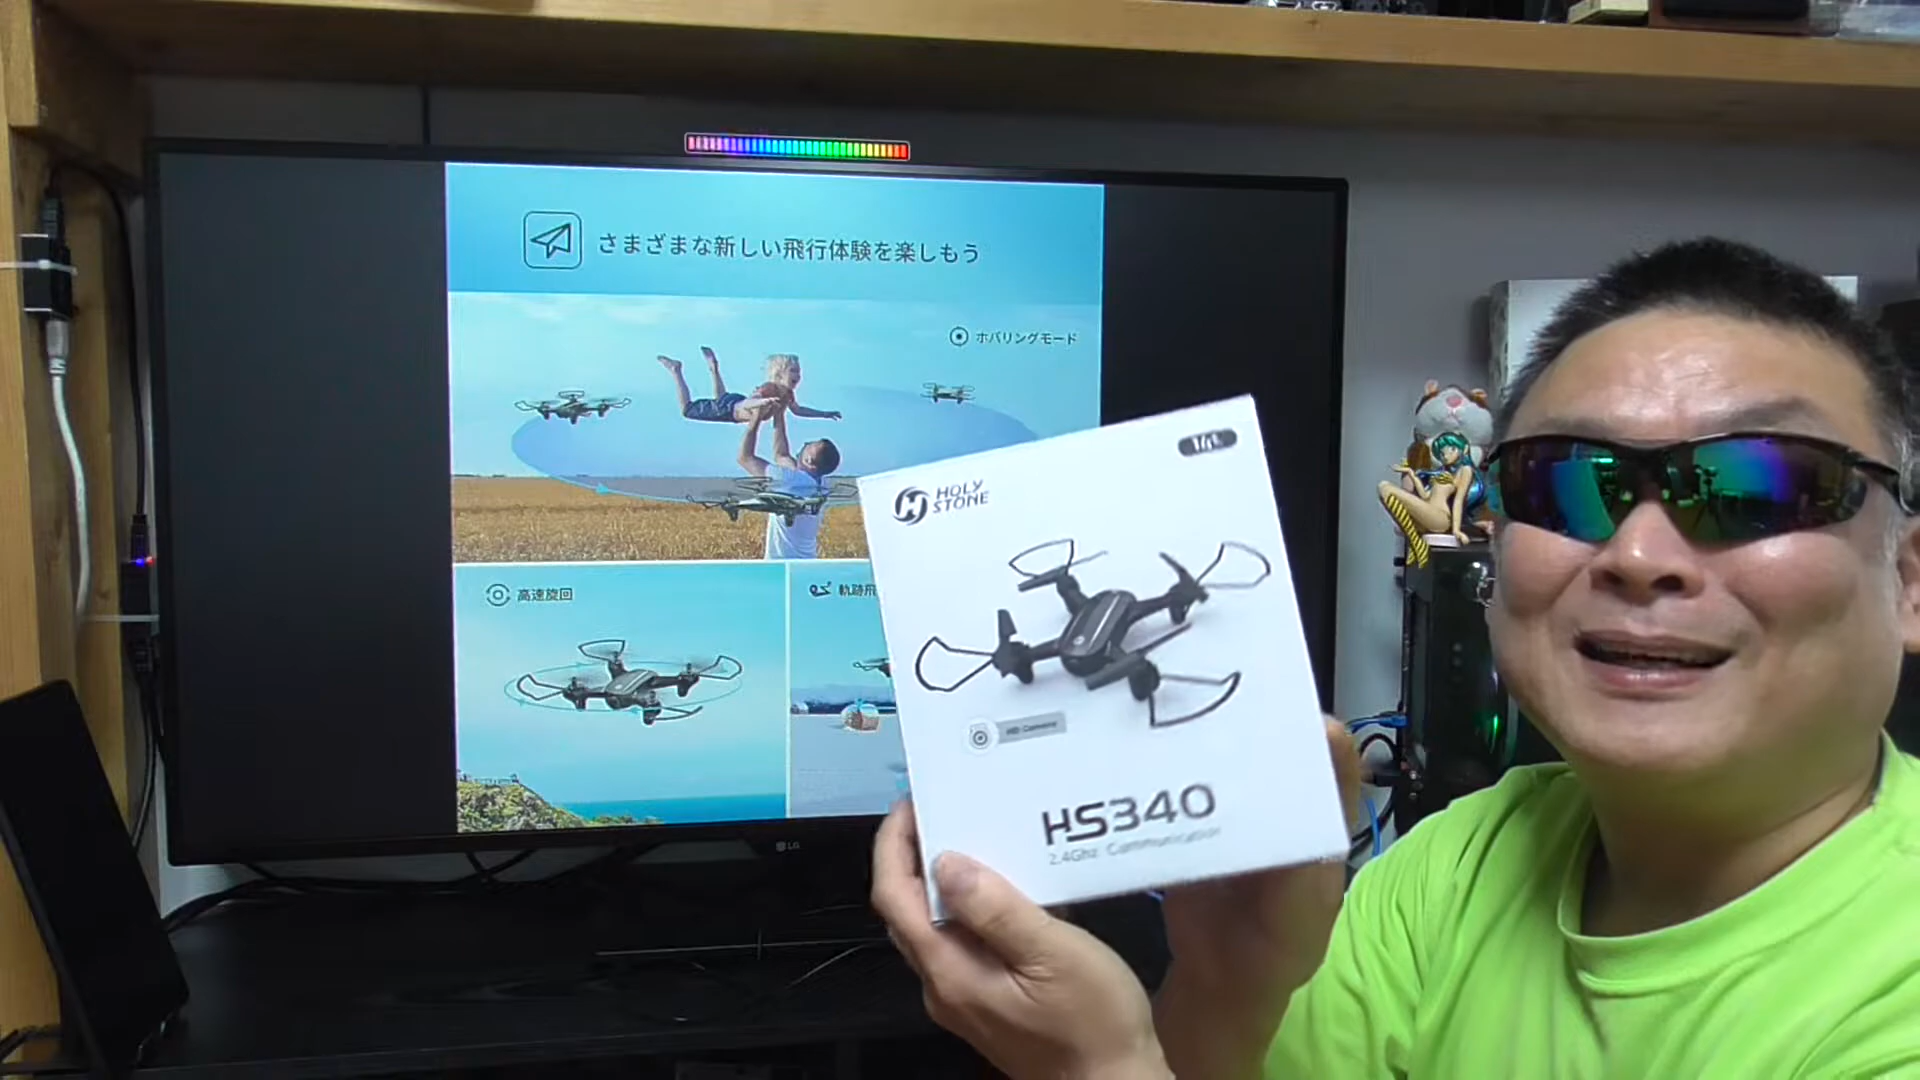 さまざまな新しい飛行体験を楽しもう
ホバリングモード
高速旋回
軌跡飛
HOLY
STONE
HD Camera
HS340
2.4Ghz Communication
LG